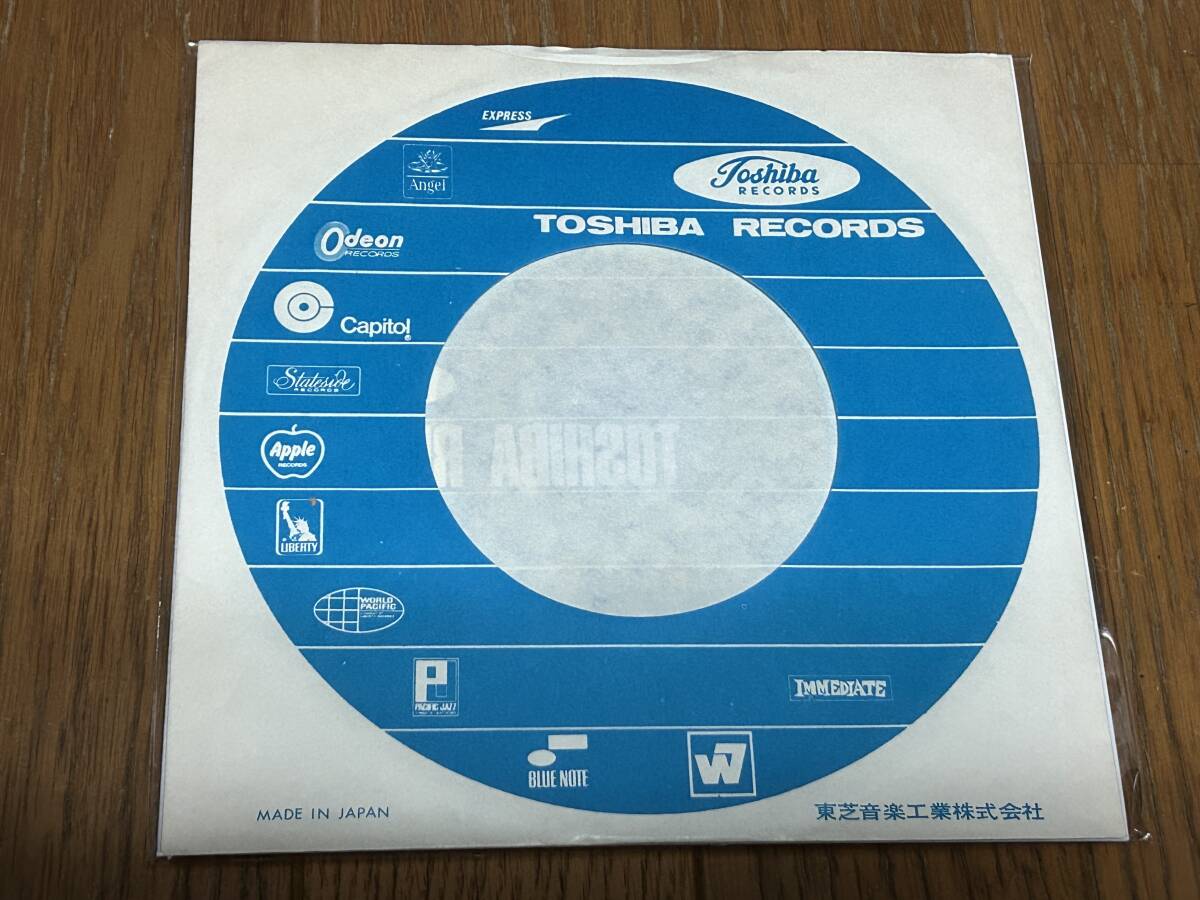 EXPRESS
Angel
Toshiba
RECORDS
TOSHIBA RECORDS
Odeon
RECORDS
Capitol
Stateside
RECORDS
Apple
RECORDS
LIBERTY
WORLD
PACIFIC
TOSHIBA R
PACIFIC JAZZ
IMMEDIATE
BLUE NOTE
W7
MADE IN JAPAN
東芝音楽工業株式会社